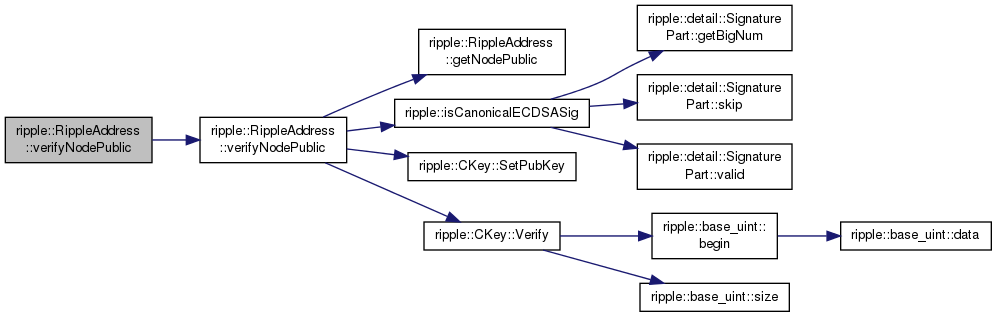 ripple::RippleAddress
::verifyNodePublic
ripple::RippleAddress
::verifyNodePublic
ripple::RippleAddress
::getNodePublic
ripple::isCanonicalECDSASig
ripple::CKey::SetPubKey
ripple::CKey::Verify
ripple::detail::Signature
Part::getBigNum
ripple::detail::Signature
Part::skip
ripple::detail::Signature
Part::valid
ripple::base_uint::
begin
ripple::base_uint::size
ripple::base_uint::data